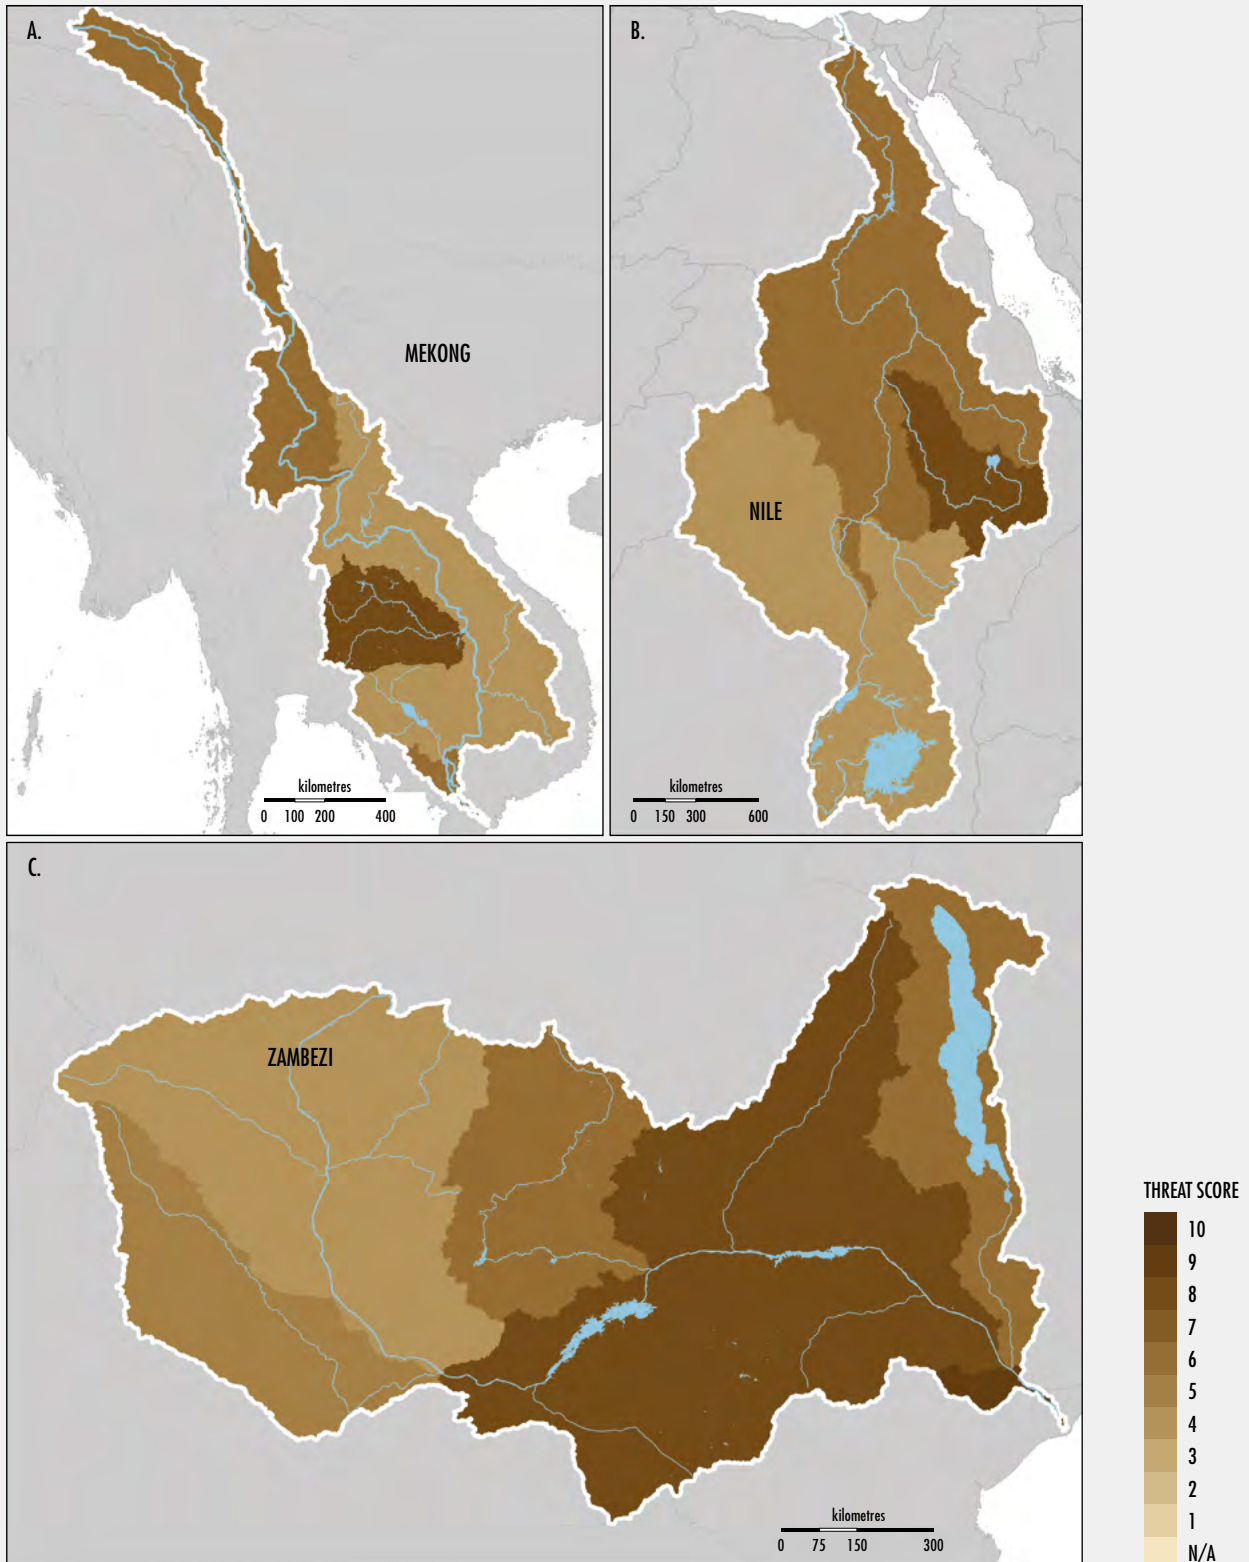 A.
MEKONG
kilometres
0 100 200 400
B.
NILE
kilometres
0 150 300 600
C.
ZAMBEZI
kilometres
0 75 150 300
THREAT SCORE
10
9
8
7
6
5
4
3
2
1
N/A